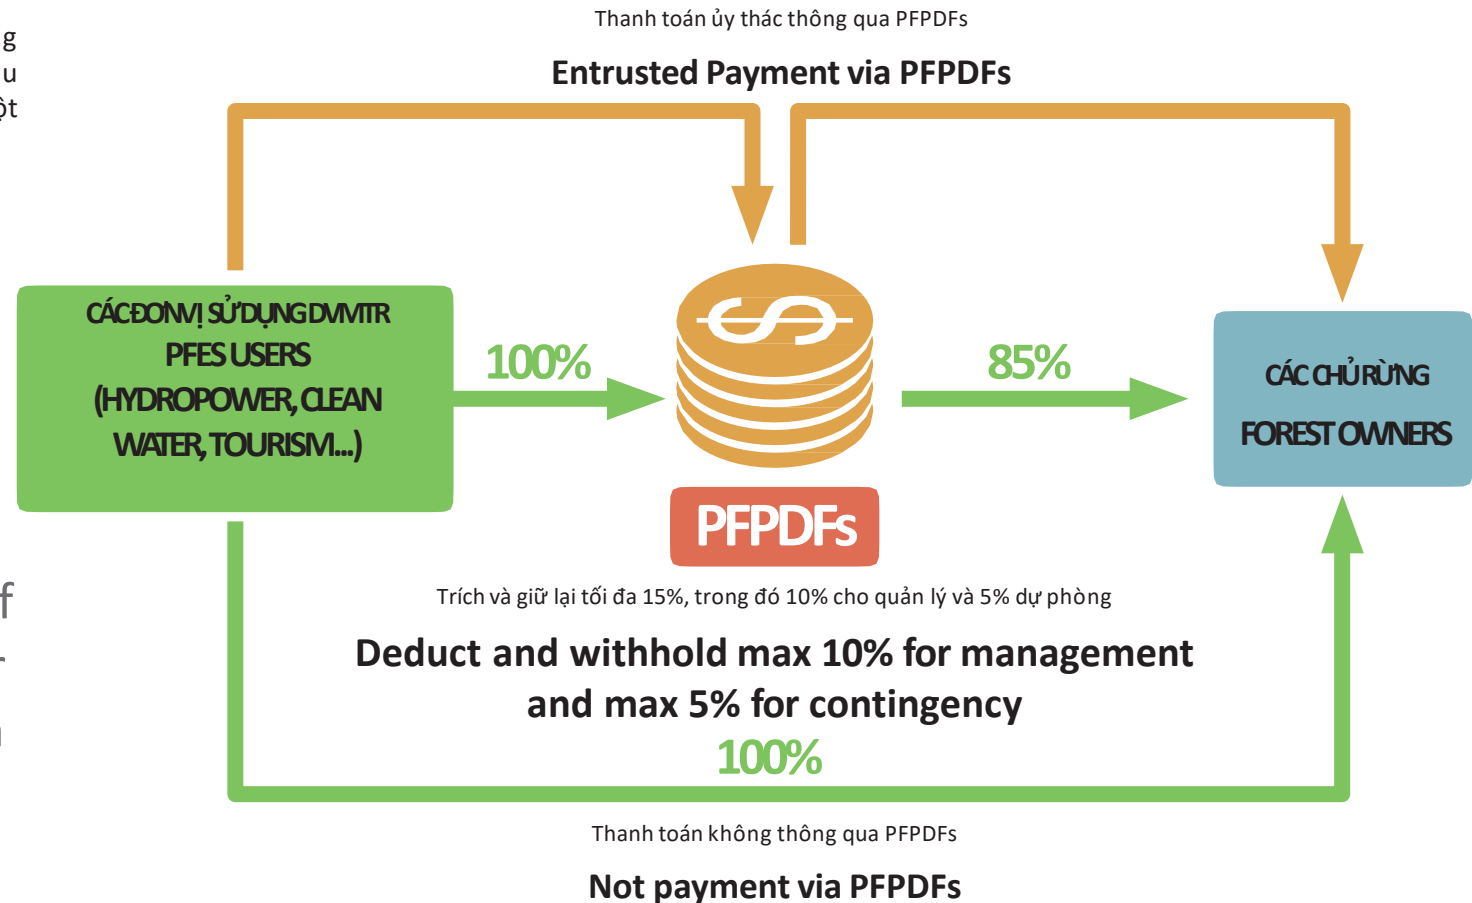 Thanh toán ủy thác thông qua PFPDFs
Entrusted Payment via PFPDFs
CÁC ĐƠN VỊ SỬ DỤNG DVMTR
PFES USERS
(HYDROPOWER, CLEAN
WATER, TOURISM...)
100%
85%
CÁC CHỦ RỪNG
FOREST OWNERS
PFPDFs
Trích và giữ lại tối đa 15%, trong đó 10% cho quản lý và 5% dự phòng
Deduct and withhold max 10% for management
and max 5% for contingency
100%
Thanh toán không thông qua PFPDFs
Not payment via PFPDFs